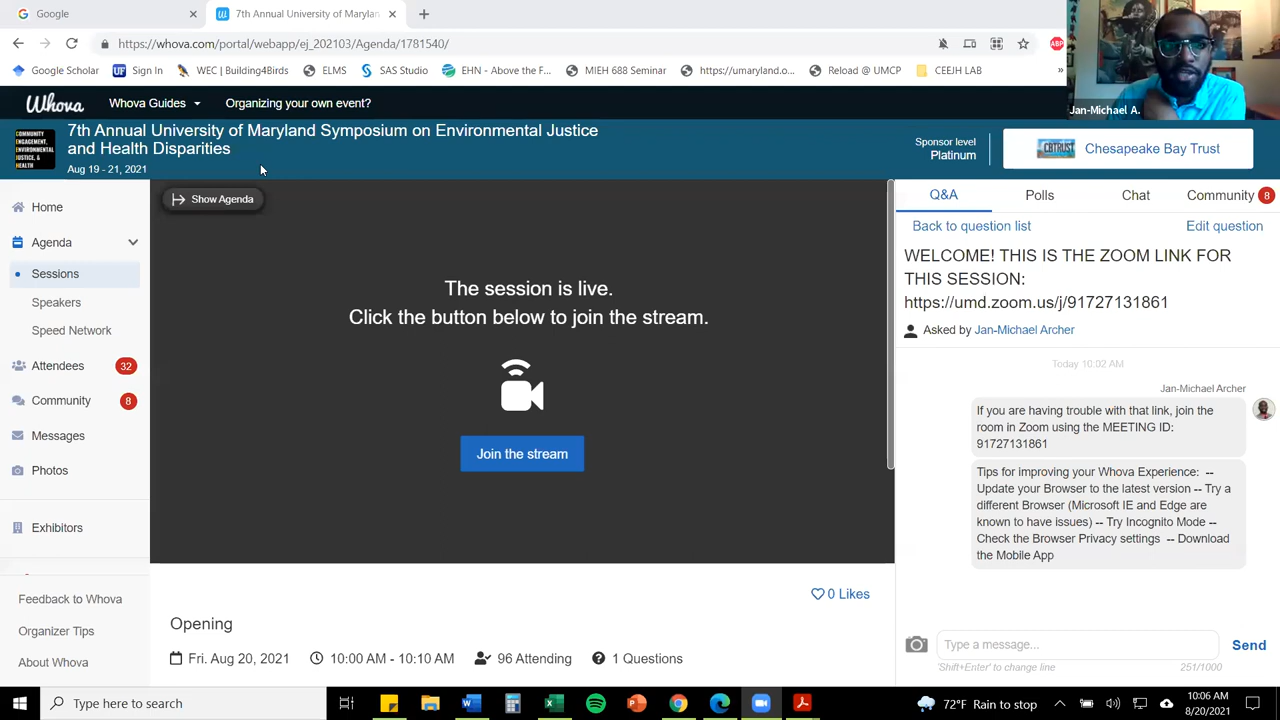 Google
7th Annual University of Marylan
https://whova.com/portal/webapp/ej_202103/Agenda/1781540/
ABP
Google Scholar
UF Sign In
WEC | Building4Birds
ELMS
SAS Studio
EHN - Above the F...
MIEH 688 Seminar
https://umaryland.o...
Reload @ UMCP
CEEJH LAB
»
Jan-Michael A.
Whova
Whova Guides
Organizing your own event?
COMMUNITY
ENGAGEMENT,
ENVIRONMENTAL
JUSTICE, &
HEALTH
7th Annual University of Maryland Symposium on Environmental Justice
and Health Disparities
Aug 19 - 21, 2021
Sponsor level
Platinum
CBTRUST
Chesapeake Bay Trust
Home
Agenda
Sessions
Speakers
Speed Network
Attendees 32
Community 8
Messages
Photos
Exhibitors
Feedback to Whova
Organizer Tips
About Whova
Show Agenda
The session is live.
Click the button below to join the stream.
Join the stream
0 Likes
Opening
Fri. Aug 20, 2021
10:00 AM - 10:10 AM
96 Attending
1 Questions
Q&A
Polls
Chat
Community 8
Back to question list
Edit question
WELCOME! THIS IS THE ZOOM LINK FOR
THIS SESSION:
https://umd.zoom.us/j/91727131861
Asked by Jan-Michael Archer
Today 10:02 AM
Jan-Michael Archer
If you are having trouble with that link, join the
room in Zoom using the MEETING ID:
91727131861
Tips for improving your Whova Experience: --
Update your Browser to the latest version -- Try a
different Browser (Microsoft IE and Edge are
known to have issues) -- Try Incognito Mode --
Check the Browser Privacy settings -- Download
the Mobile App
Type a message...
Send
'Shift+Enter' to change line
251/1000
Type here to search
72°F Rain to stop
10:06 AM
8/20/2021